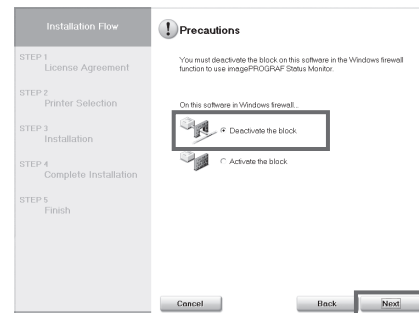 Installation Flow
STEP 1
License Agreement
STEP 2
Printer Selection
STEP 3
Installation
STEP 4
Complete Installation
STEP 5
Finish
Precautions
You must deactivate the block on this software in the Windows firewall
function to use imagePROGRAF Status Monitor.
On this software in Windows firewall...
Deactivate the block
Activate the block
Cancel
Back
Next